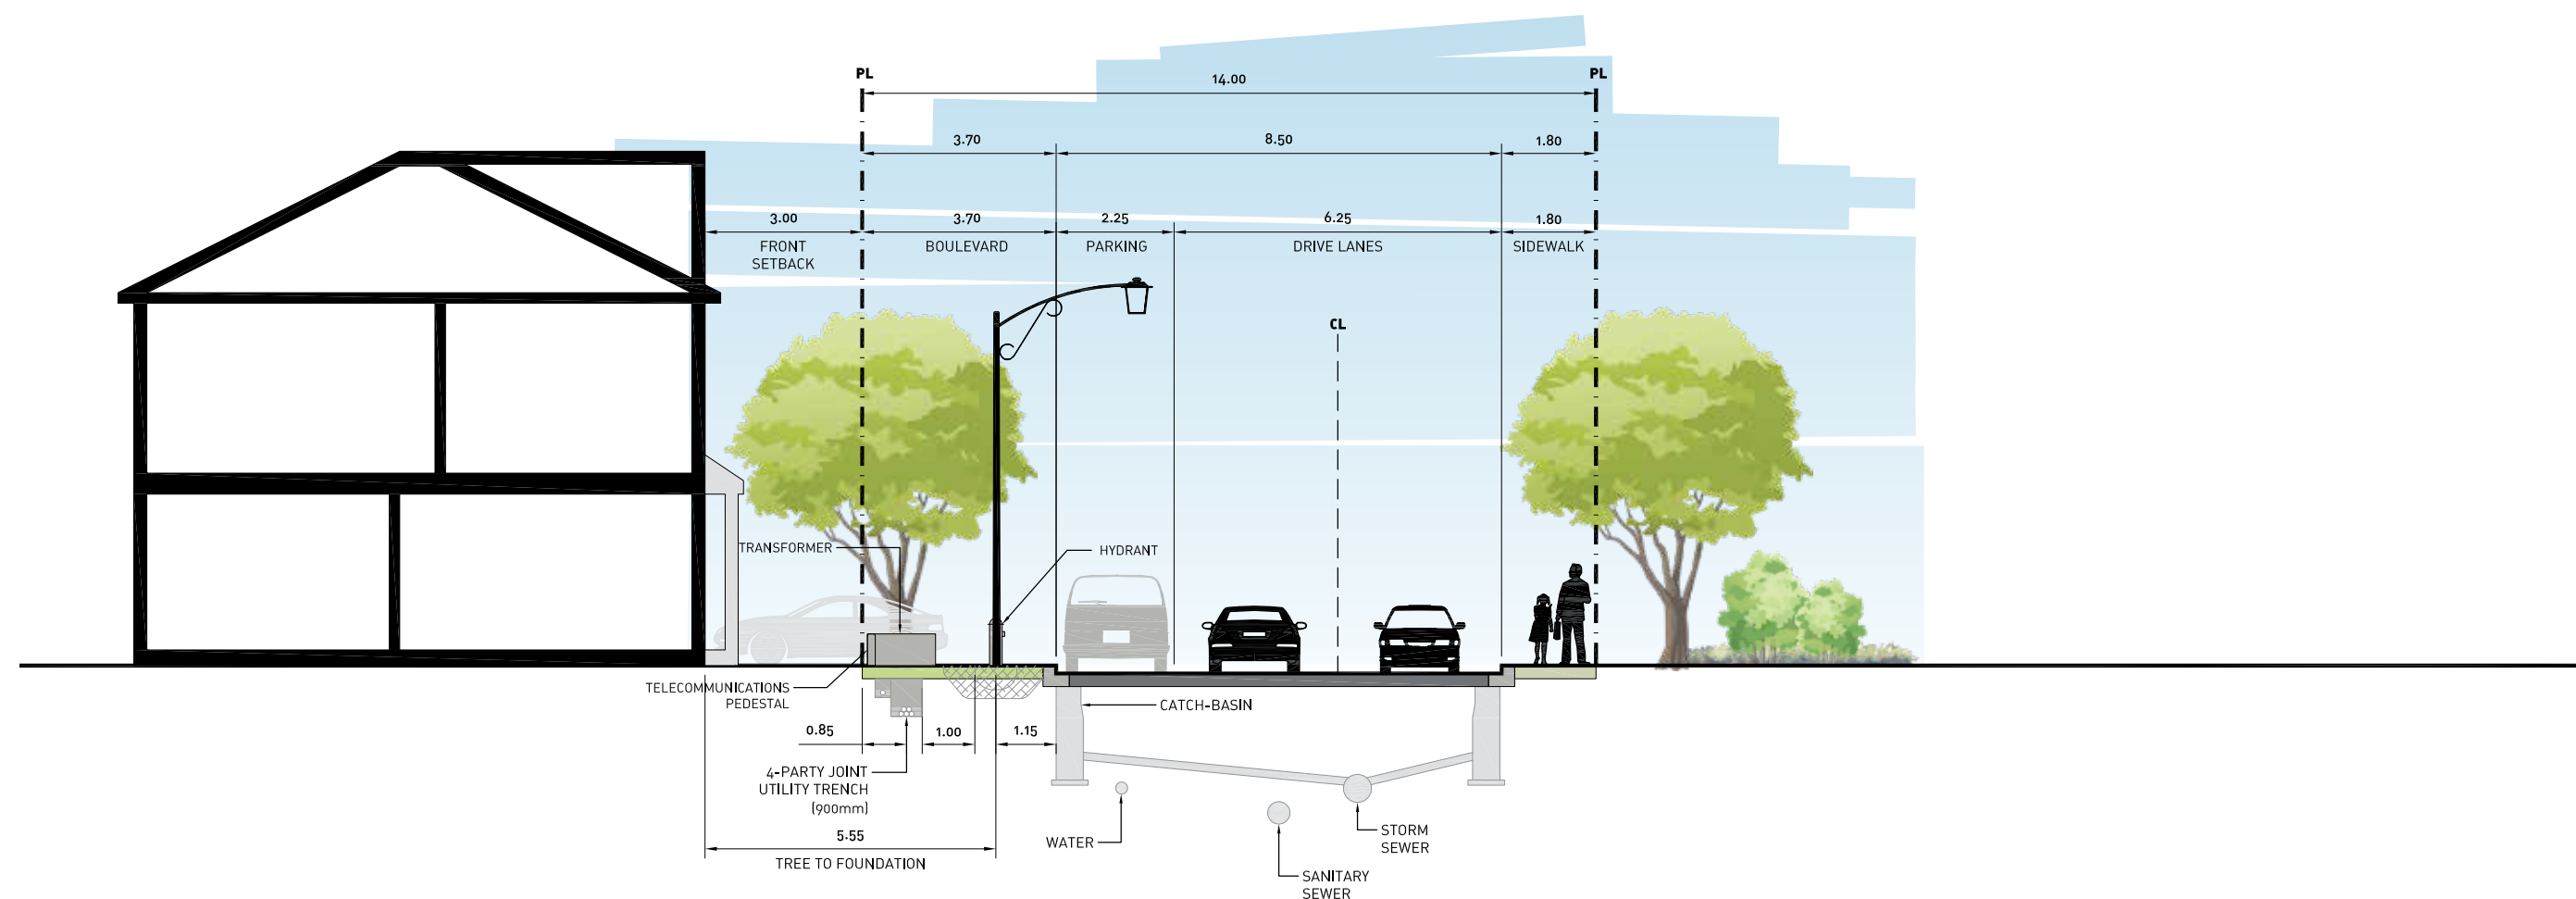 PL
PL
14.00
3.70
8.50
1.80
3.00
3.70
2.25
6.25
1.80
FRONT
SETBACK
BOULEVARD
PARKING
DRIVE LANES
SIDEWALK
CL
TRANSFORMER
HYDRANT
TELECOMMUNICATIONS
PEDESTAL
CATCH-BASIN
0.85
1.00
1.15
4-PARTY JOINT
UTILITY TRENCH
(900mm)
5.55
TREE TO FOUNDATION
WATER
STORM
SEWER
SANITARY
SEWER